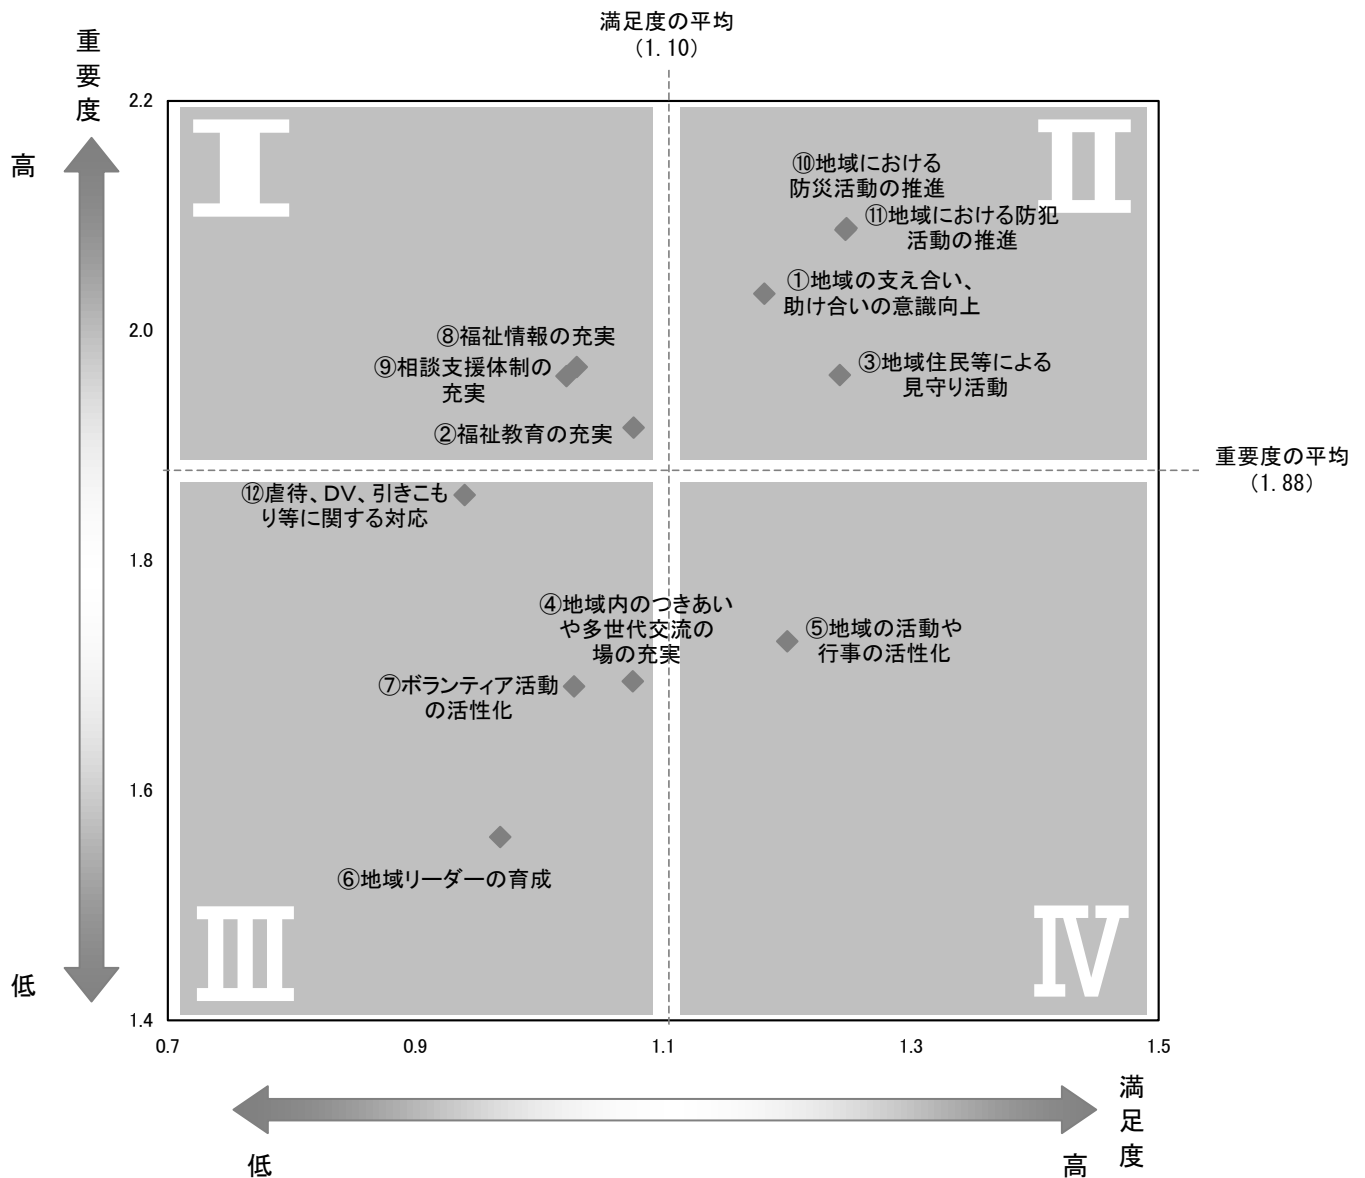 満足度の平均
（1.10）
重要度
高
低
2.2
2.0
1.8
1.6
1.4
Ⅰ
Ⅱ
⑩地域における
防災活動の推進
⑪地域における防犯
活動の推進
①地域の支え合い、
助け合いの意識向上
⑧福祉情報の充実
⑨相談支援体制の
充実
③地域住民等による
見守り活動
②福祉教育の充実
重要度の平均
（1.88）
⑫虐待、DV、引きこも
り等に関する対応
④地域内のつきあい
や多世代交流の
場の充実
⑤地域の活動や
行事の活性化
⑦ボランティア活動
の活性化
⑥地域リーダーの育成
Ⅲ
Ⅳ
0.7
0.9
1.1
1.3
1.5
満足度
低
高